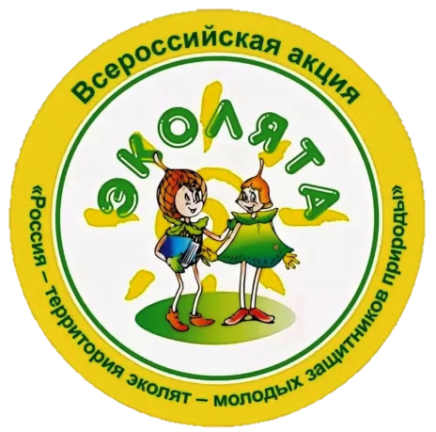 Всероссийская акция
ЭКОЛЯТА
«Россия – территория эколят – молодых защитников природы»